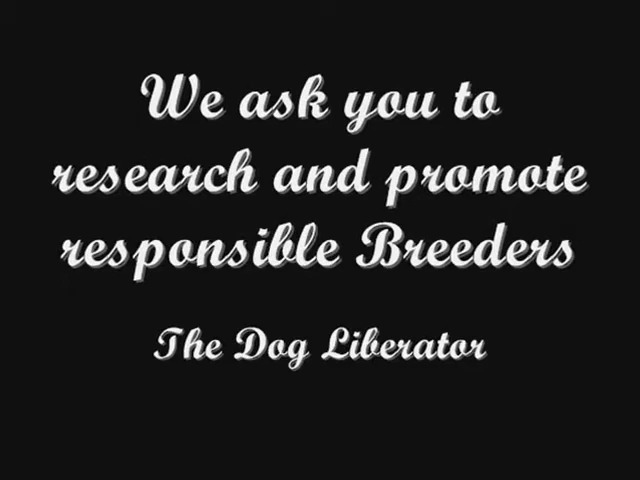 We ask you to
research and promote
responsible Breeders
The Dog Liberator